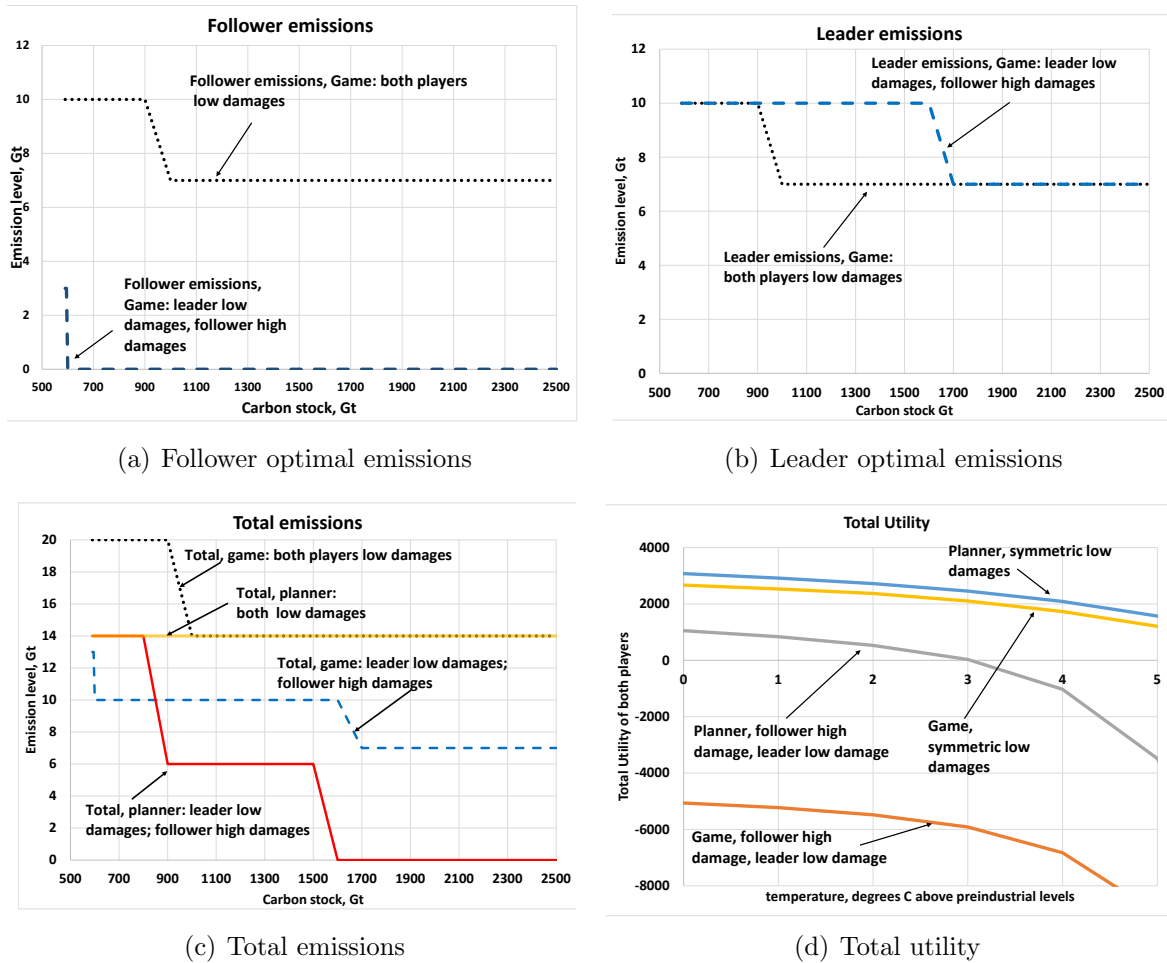 Follower emissions
12
10
8
6
4
2
0
Emission level, Gt
Follower emissions, Game: both players
low damages
Follower emissions,
Game: leader low
damages, follower high
damages
500 700 900 1100 1300 1500 1700 1900 2100 2300 2500
Carbon stock, Gt
(a) Follower optimal emissions
Leader emissions
12
10
8
6
4
2
0
Emission level, Gt
Leader emissions, Game: leader low
damages, follower high damages
Leader emissions, Game:
both players low damages
500 700 900 1100 1300 1500 1700 1900 2100 2300 2500
Carbon stock Gt
(b) Leader optimal emissions
Total emissions
20
18
16
14
12
10
8
6
4
2
0
Emission level, Gt
Total, game: both players low damages
Total, planner:
both low damages
Total, game: leader low damages;
follower high damages
Total, planner: leader low
damages; follower high damages
500 700 900 1100 1300 1500 1700 1900 2100 2300 2500
Carbon stock, Gt
(c) Total emissions
Total Utility
4000
2000
0
-2000
-4000
-6000
-8000
Total Utility of both players
Planner, symmetric low
damages
0 1 2 3 4 5
Planner, follower high
damage, leader low damage
Game,
symmetric low
damages
Game, follower high
damage, leader low damage
temperature, degrees C above preindustrial levels
(d) Total utility